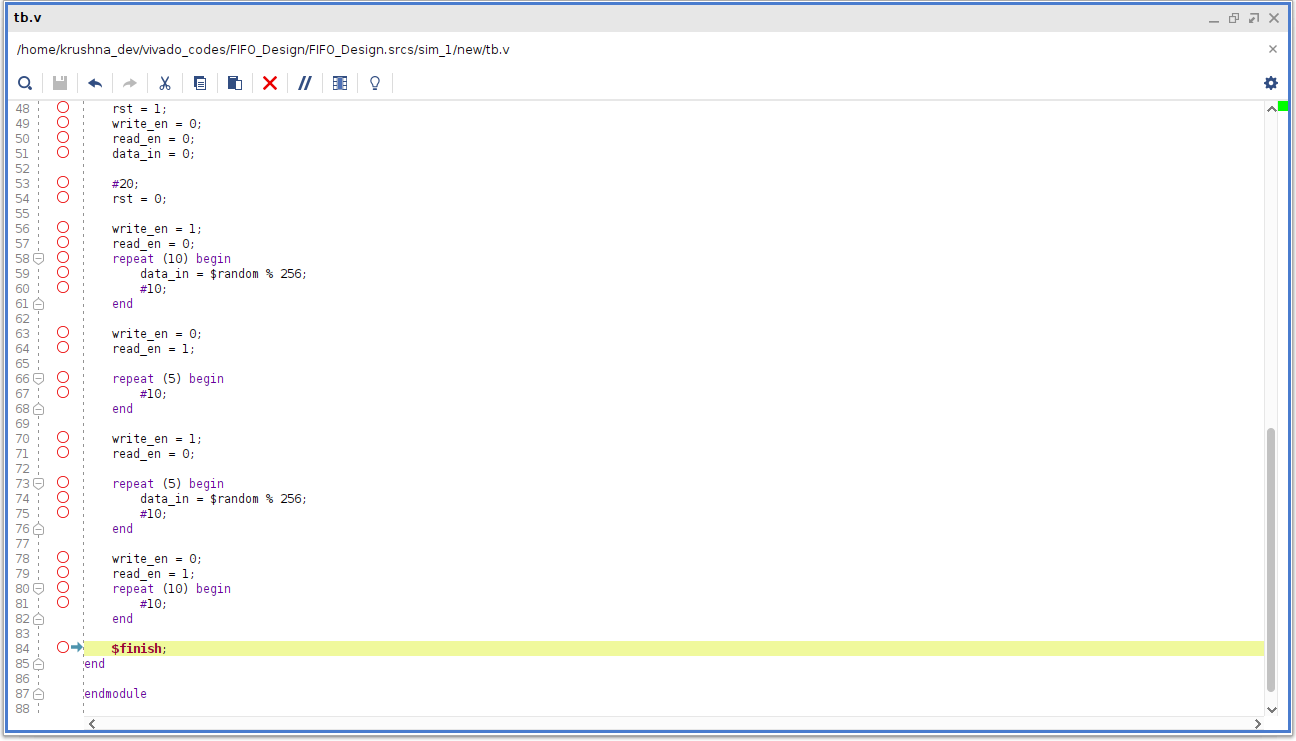 tb.v
/home/krushna_dev/vivado_codes/FIFO_Design/FIFO_Design.srcs/sim_1/new/tb.v
48 rst = 1;
49 write_en = 0;
50 read_en = 0;
51 data_in = 0;
52
53 #20;
54 rst = 0;
55
56 write_en = 1;
57 read_en = 0;
58 repeat (10) begin
59 data_in = $random % 256;
60 #10;
61 end
62
63 write_en = 0;
64 read_en = 1;
65
66 repeat (5) begin
67 #10;
68 end
69
70 write_en = 1;
71 read_en = 0;
72
73 repeat (5) begin
74 data_in = $random % 256;
75 #10;
76 end
77
78 write_en = 0;
79 read_en = 1;
80 repeat (10) begin
81 #10;
82 end
83
84 $finish;
85 end
86
87 endmodule
88